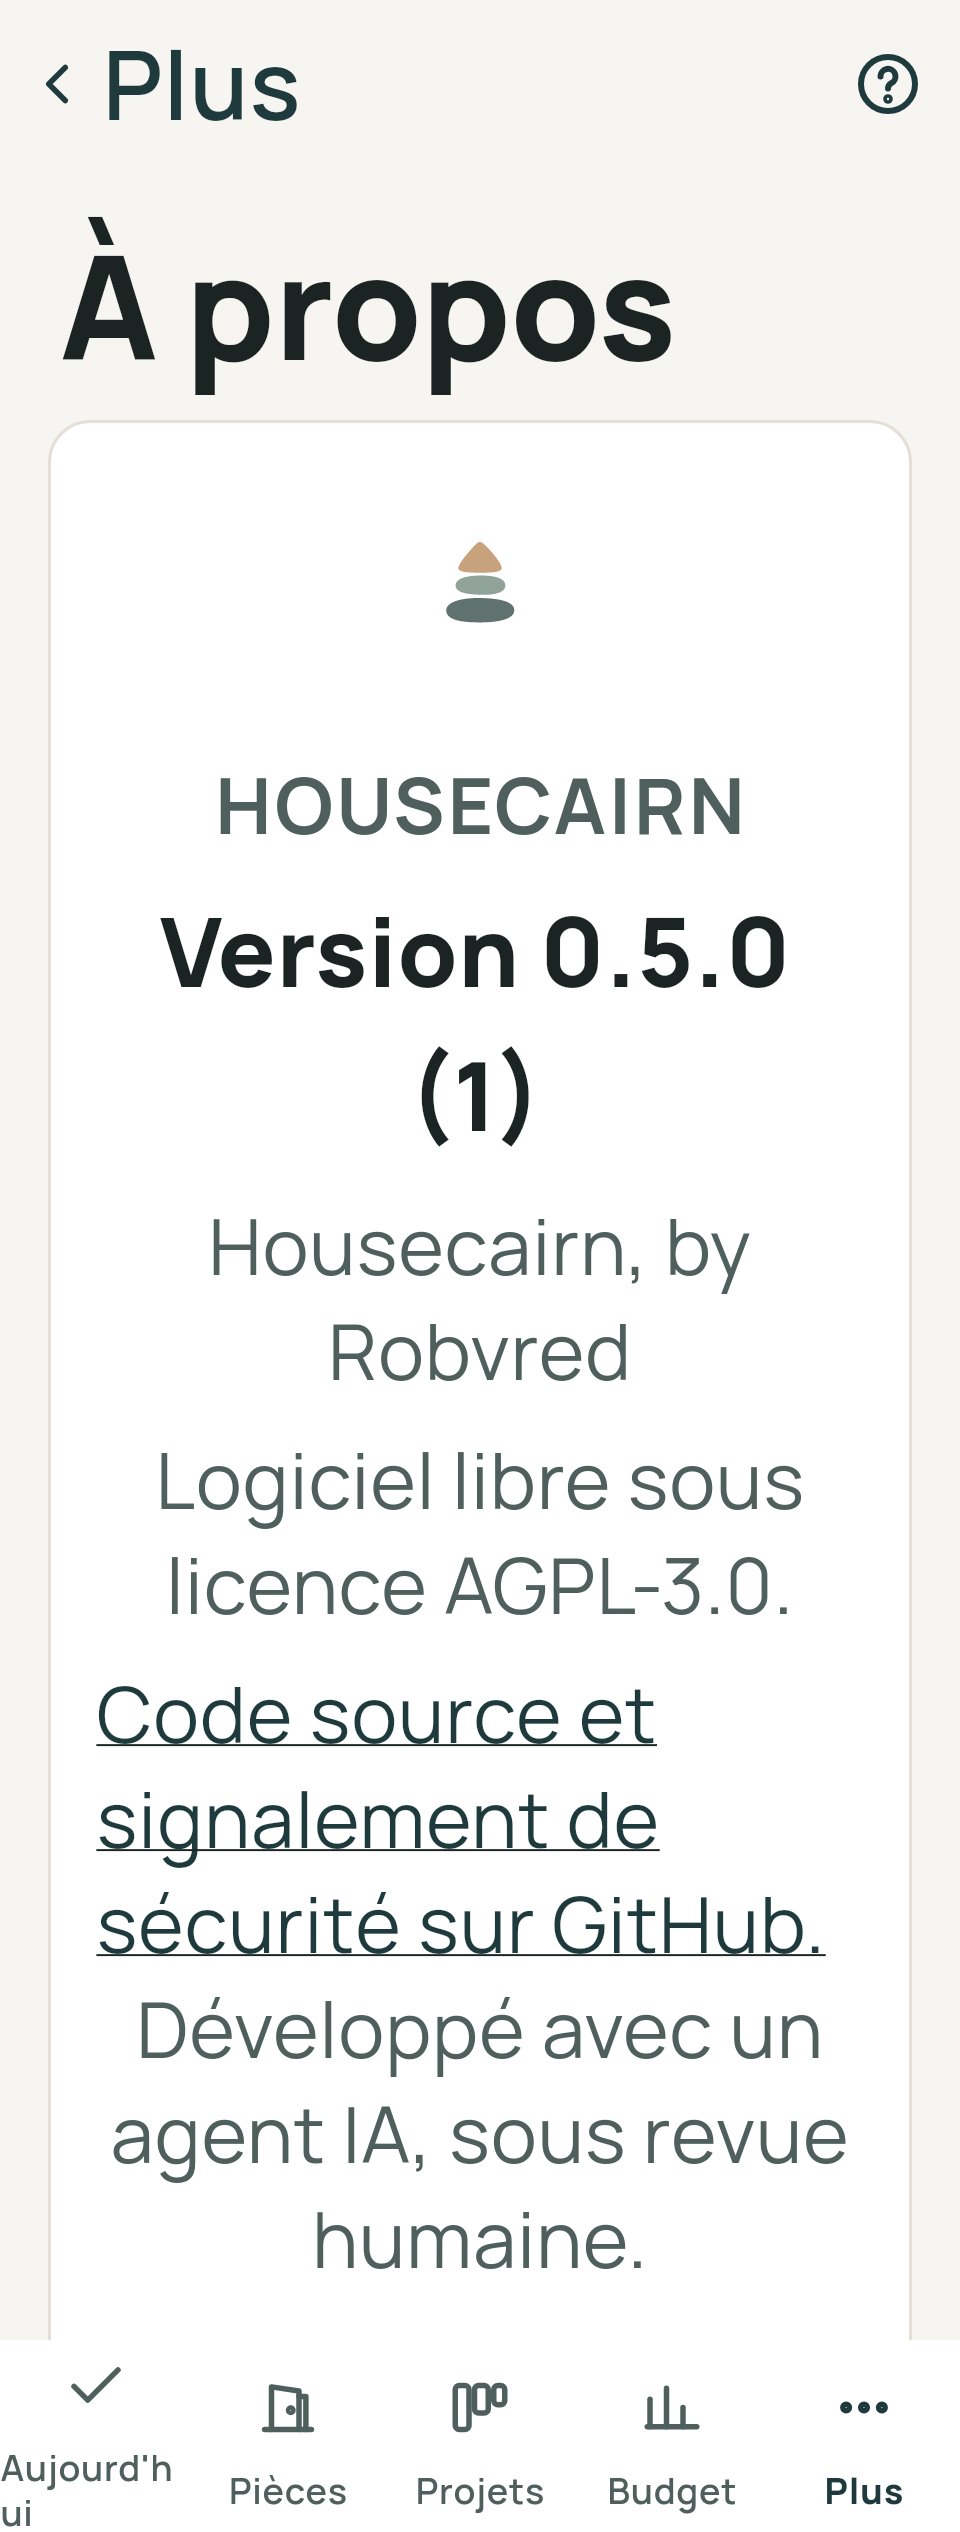 Plus
À propos
HOUSECAIRN
Version 0.5.0
(1)
Housecairn, by
Robvred
Logiciel libre sous
licence AGPL-3.0.
Code source et
signalement de
sécurité sur GitHub.
Développé avec un
agent IA, sous revue
humaine.
Aujourd'h
ui
Pièces
Projets
Budget
Plus